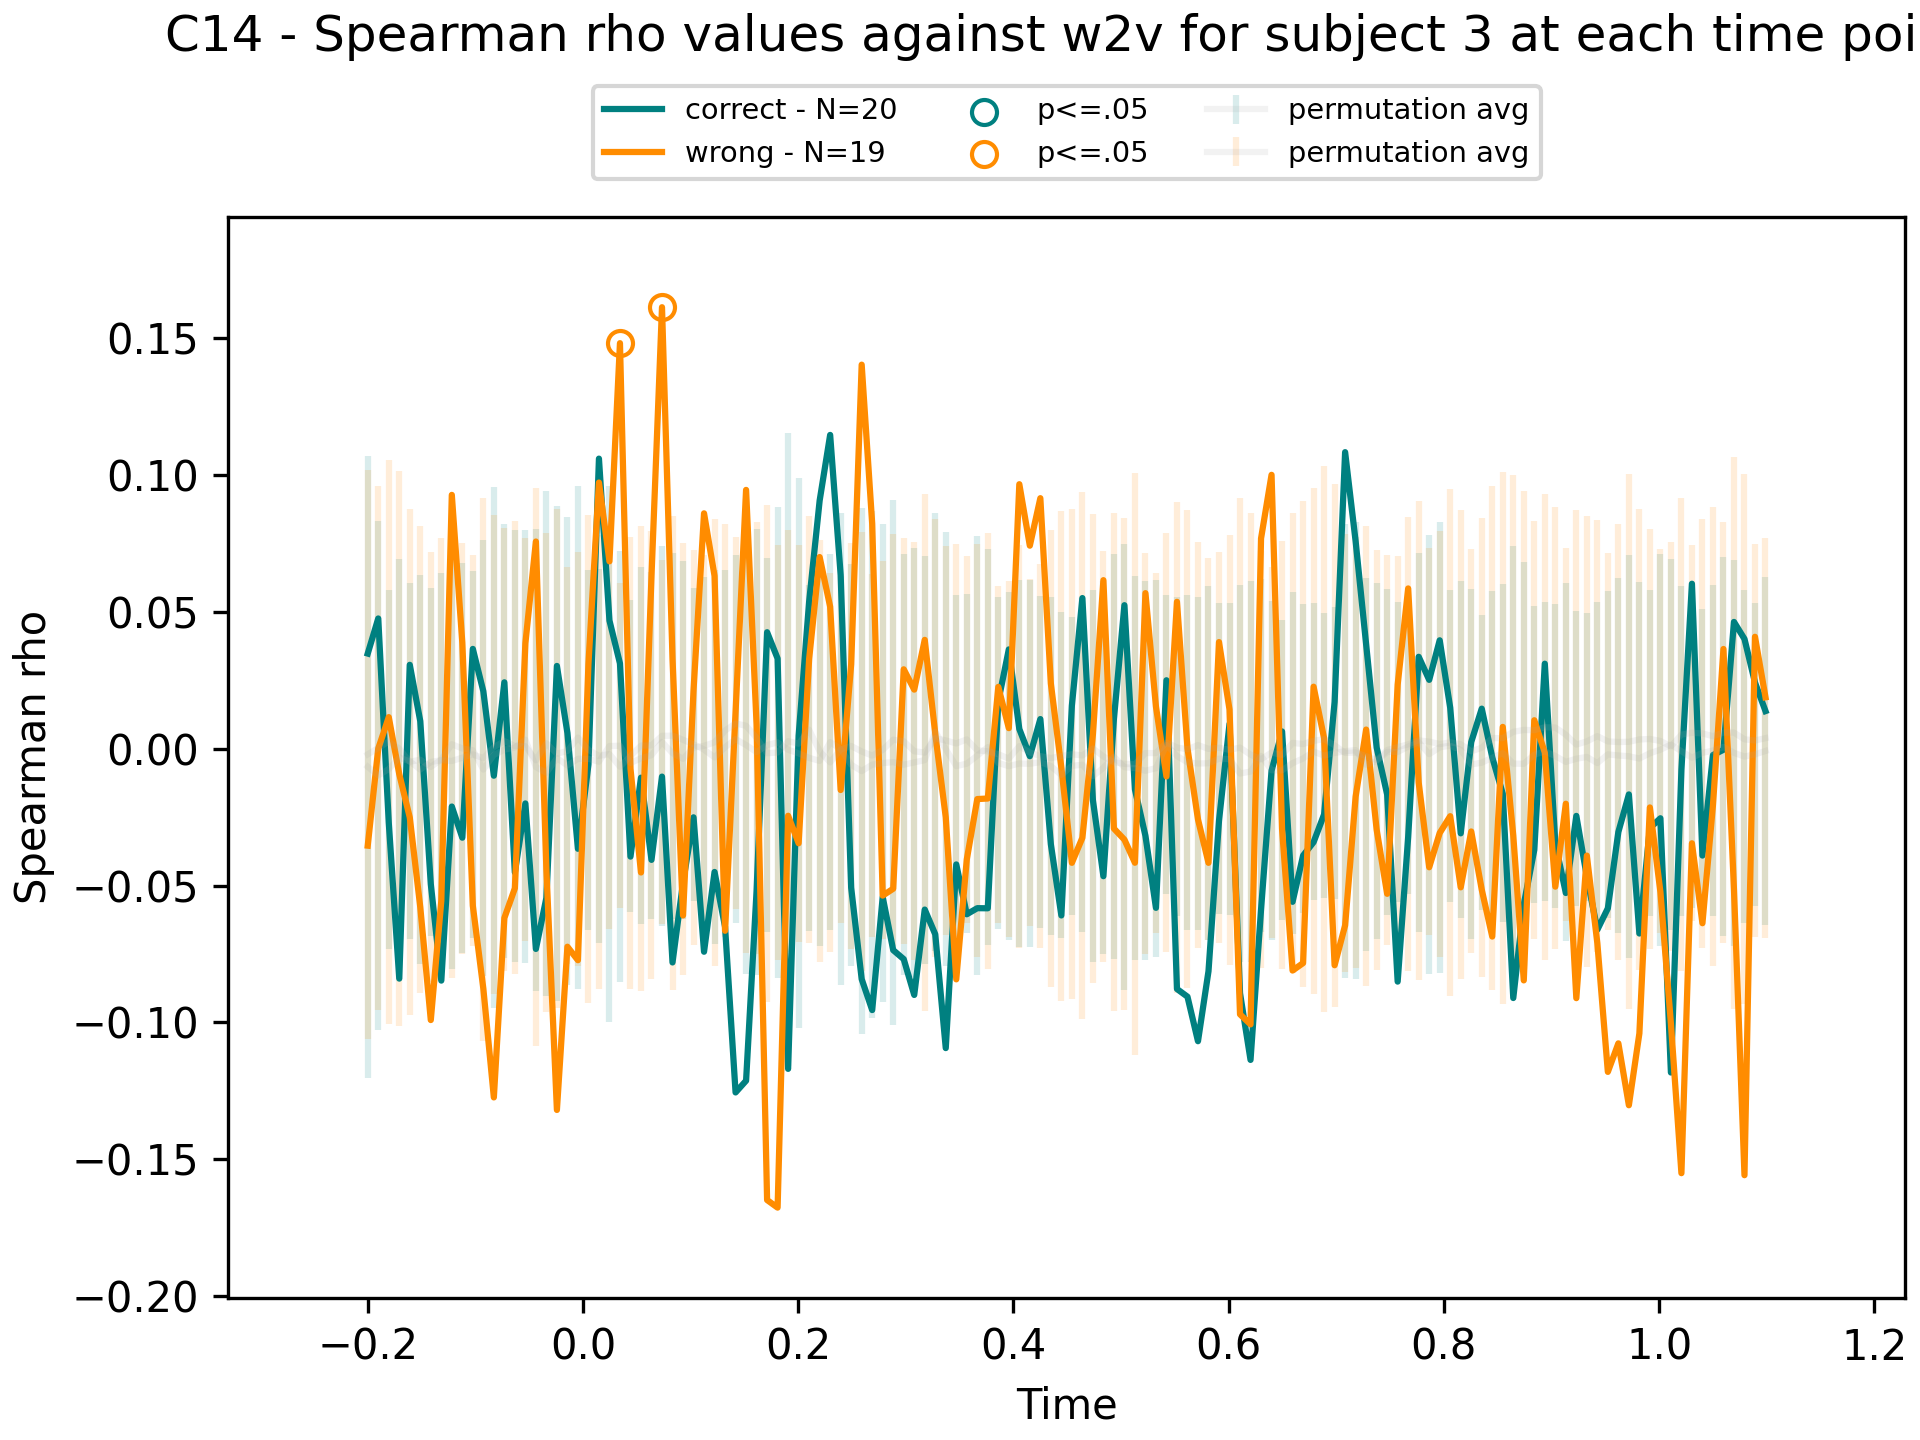 C14 - Spearman rho values against w2v for subject 3 at each time poi
correct - N=20
wrong - N=19
p<=.05
p<=.05
permutation avg
permutation avg
Spearman rho
0.15
0.10
0.05
0.00
−0.05
−0.10
−0.15
−0.20
−0.2 0.0 0.2 0.4 0.6 0.8 1.0 1.2
Time